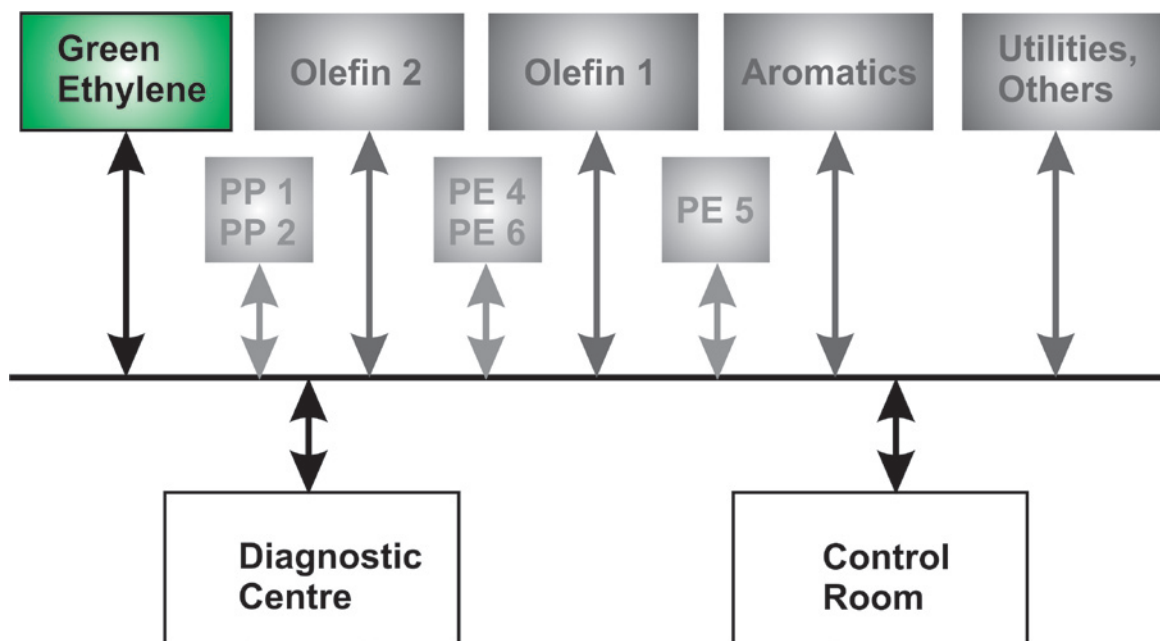 Green
Ethylene
Olefin 2
Olefin 1
Aromatics
Utilities,
Others
PP 1
PP 2
PE 4
PE 6
PE 5
Diagnostic
Centre
Control
Room